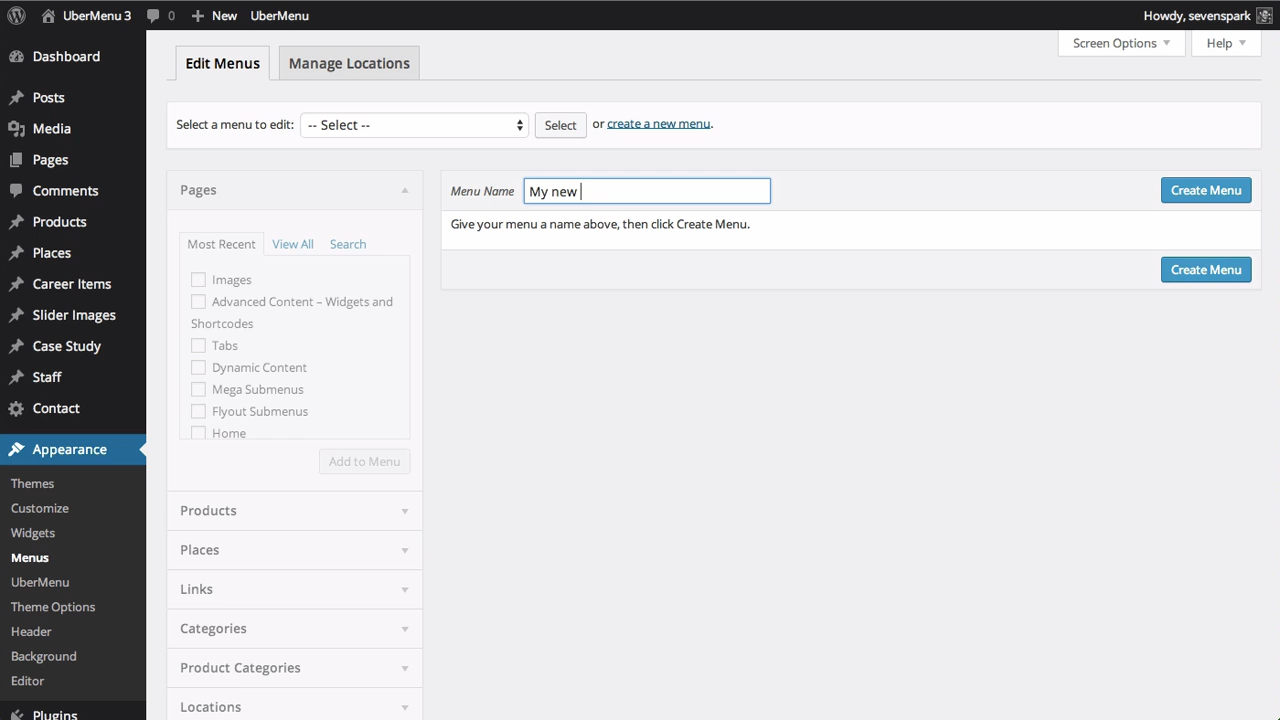 UberMenu 3 0 New UberMenu Howdy, sevenspark
Dashboard
Posts
Media
Pages
Comments
Products
Places
Career Items
Slider Images
Case Study
Staff
Contact
Appearance
Themes
Customize
Widgets
Menus
UberMenu
Theme Options
Header
Background
Editor
Plugins
Screen Options Help
Edit Menus Manage Locations
Select a menu to edit: -- Select -- Select or create a new menu.
Pages
Most Recent View All Search
Images
Advanced Content – Widgets and
Shortcodes
Tabs
Dynamic Content
Mega Submenus
Flyout Submenus
Home
Add to Menu
Products
Places
Links
Categories
Product Categories
Locations
Menu Name My new Create Menu
Give your menu a name above, then click Create Menu.
Create Menu